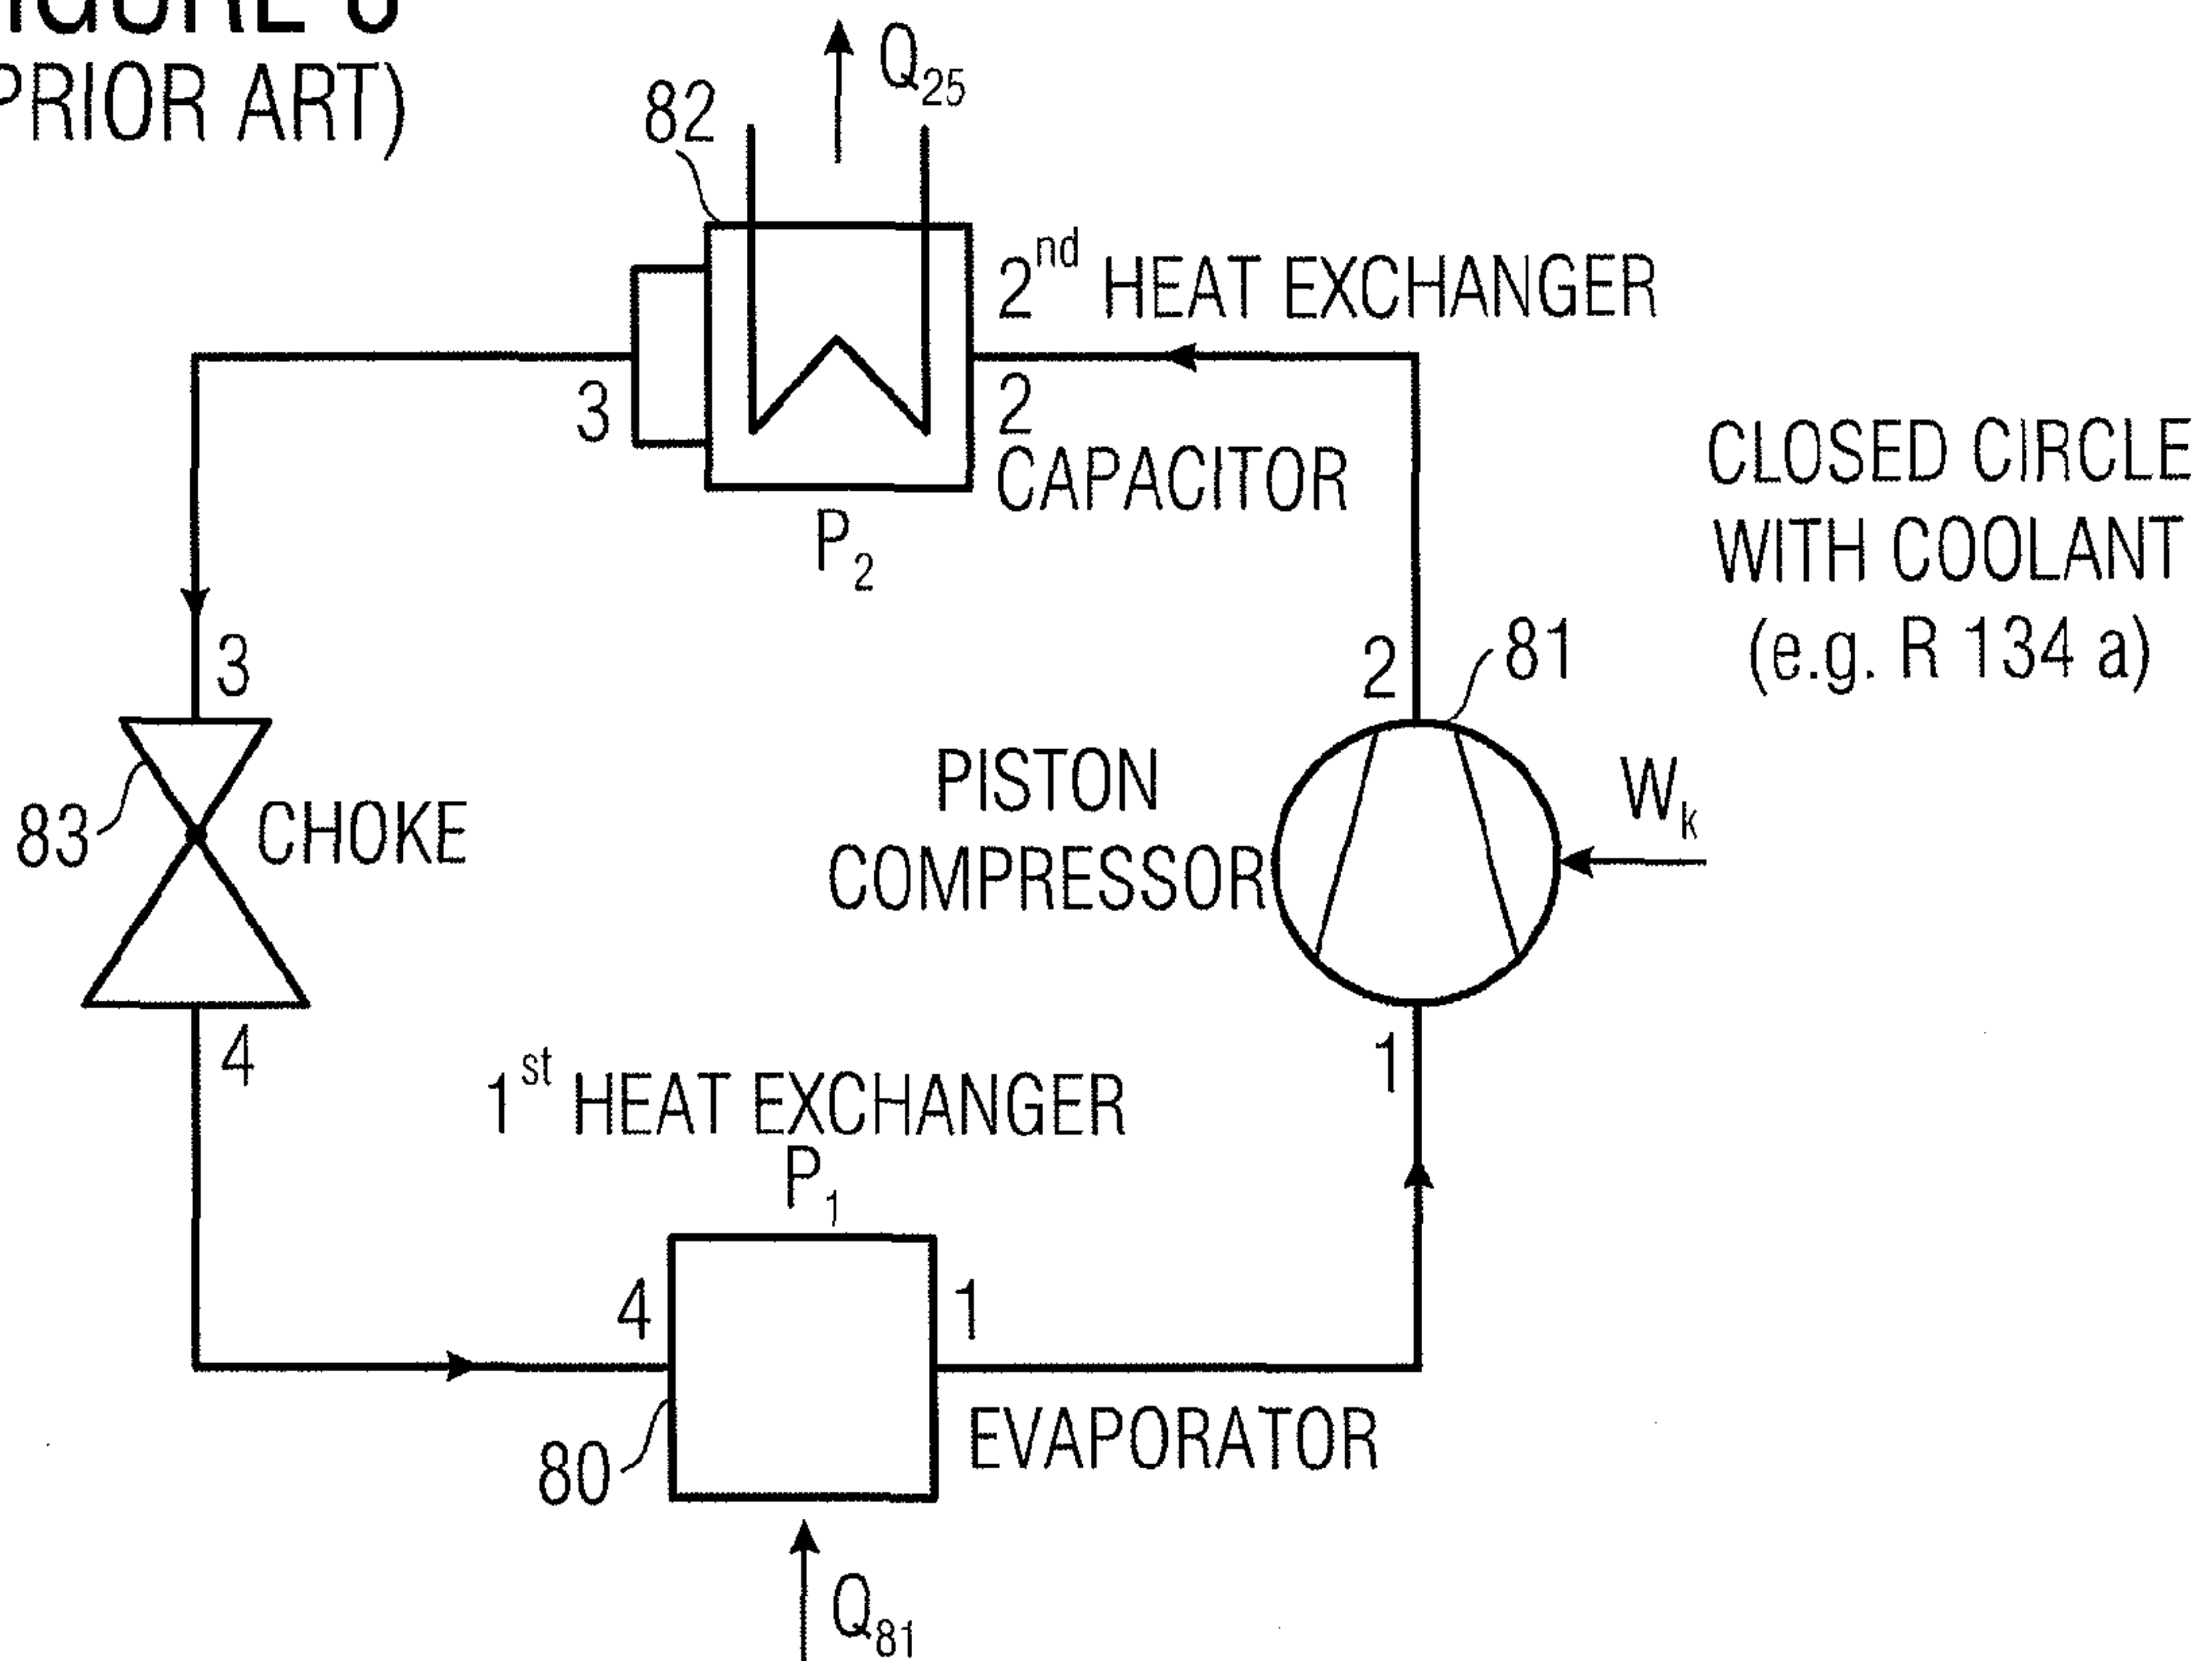 PRIOR ART)
Q25
82
2nd HEAT EXCHANGER
3
2
CAPACITOR
P2
CLOSED CIRCLE
WITH COOLANT
(e.g. R 134 a)
3
2
81
83
CHOKE
PISTON
COMPRESSOR
Wk
4
1
1st HEAT EXCHANGER
P1
4
1
80
EVAPORATOR
Q81